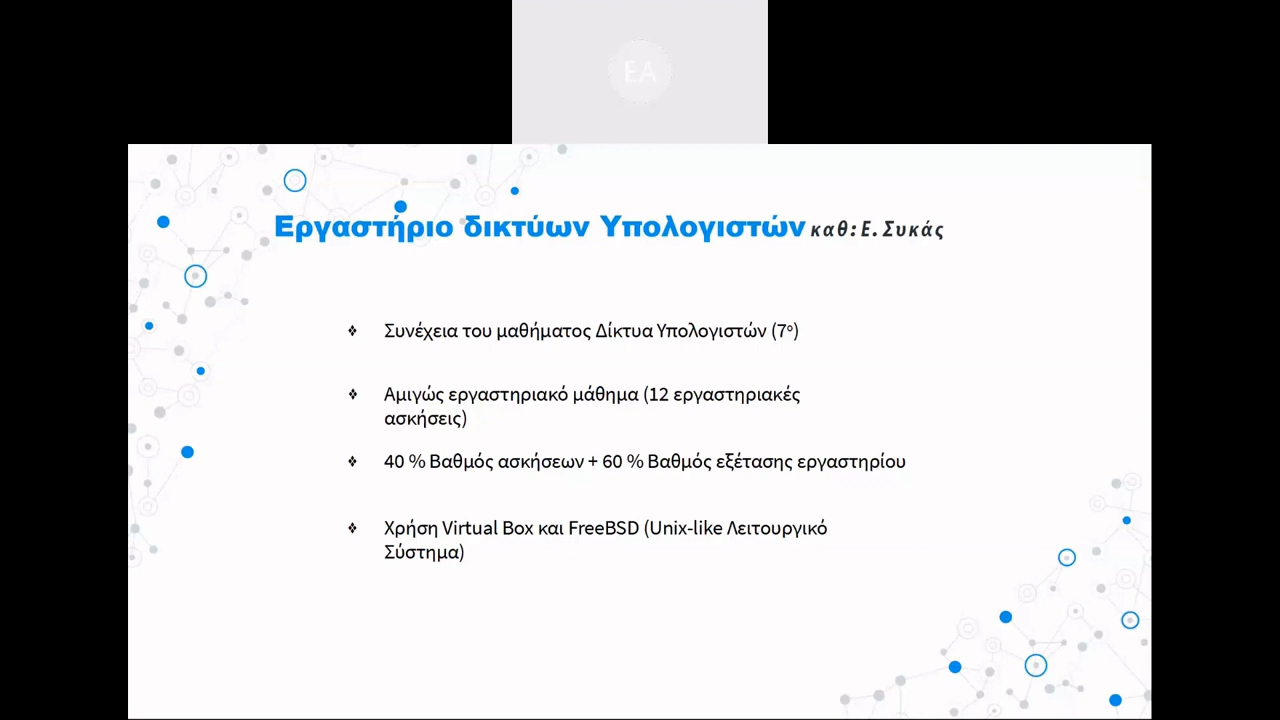 EA
Εργαστήριο δικτύων Υπολογιστών καθ: Ε. Συκάς
❖ Συνέχεια του μαθήματος Δίκτυα Υπολογιστών (7ο)
❖ Αμιγώς εργαστηριακό μάθημα (12 εργαστηριακές
ασκήσεις)
❖ 40 % Βαθμός ασκήσεων + 60 % Βαθμός εξέτασης εργαστηρίου
❖ Χρήση Virtual Box και FreeBSD (Unix-like Λειτουργικό
Σύστημα)